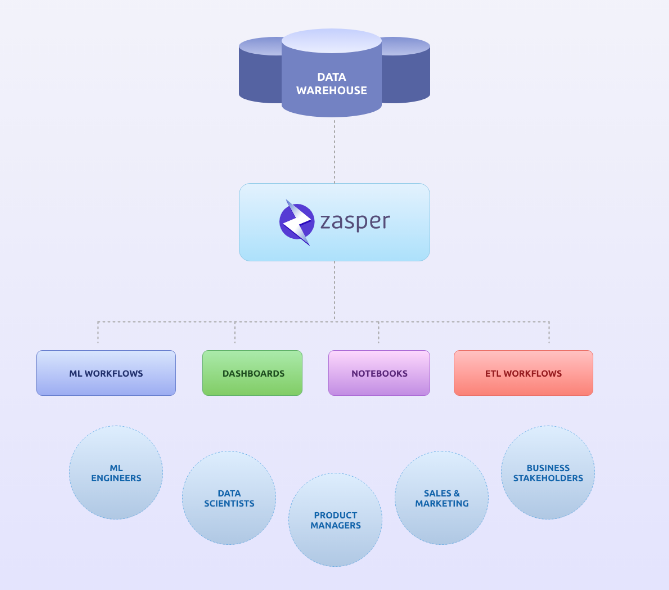 DATA
WAREHOUSE
zasper
ML WORKFLOWS
DASHBOARDS
NOTEBOOKS
ETL WORKFLOWS
ML
ENGINEERS
DATA
SCIENTISTS
PRODUCT
MANAGERS
SALES &
MARKETING
BUSINESS
STAKEHOLDERS